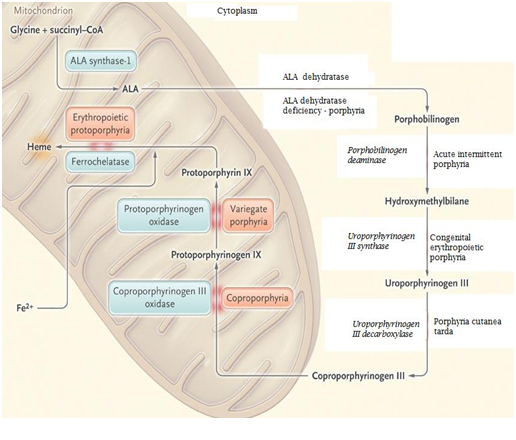 Mitochondrion
Cytoplasm
Glycine + succinyl–CoA
ALA synthase-1
ALA
ALA dehydratase
ALA dehydratase
deficiency - porphyria
Porphobilinogen
Erythropoietic
protoporphyria
Heme
Ferrochelatase
Porphobilinogen
deaminase
Acute intermittent
porphyria
Protoporphyrin IX
Hydroxymethylbilane
Protoporphyrinogen
oxidase
Variegate
porphyria
Uroporphyrinogen
III synthase
Congenital
erythropoietic
porphyria
Protoporphyrinogen IX
Uroporphyrinogen III
Coproporphyrinogen III
oxidase
Coproporphyria
Fe2+
Uroporphyrinogen
III decarboxylase
Porphyria cutanea
tarda
Coproporphyrinogen III